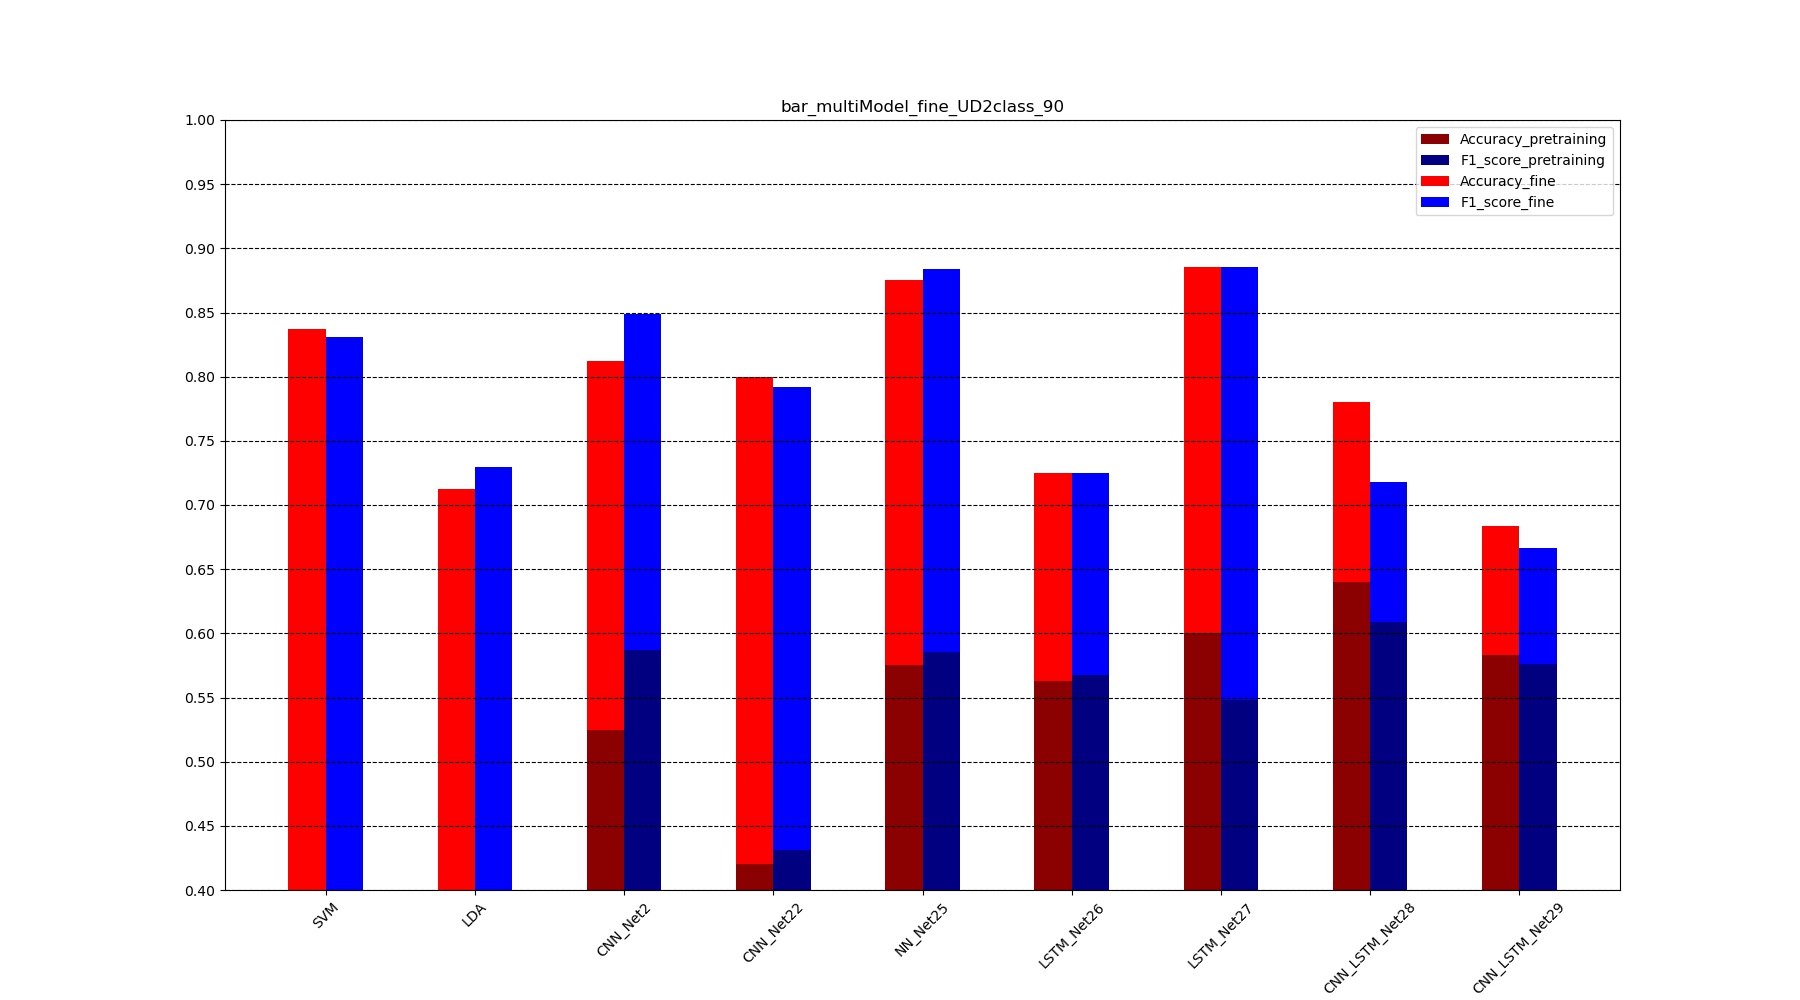 bar_multiModel_fine_UD2class_90
1.00
0.95
0.90
0.85
0.80
0.75
0.70
0.65
0.60
0.55
0.50
0.45
0.40
Accuracy_pretraining
F1_score_pretraining
Accuracy_fine
F1_score_fine
SVM
LDA
CNN_Net2
CNN_Net22
NN_Net25
LSTM_Net26
LSTM_Net27
CNN_LSTM_Net28
CNN_LSTM_Net29